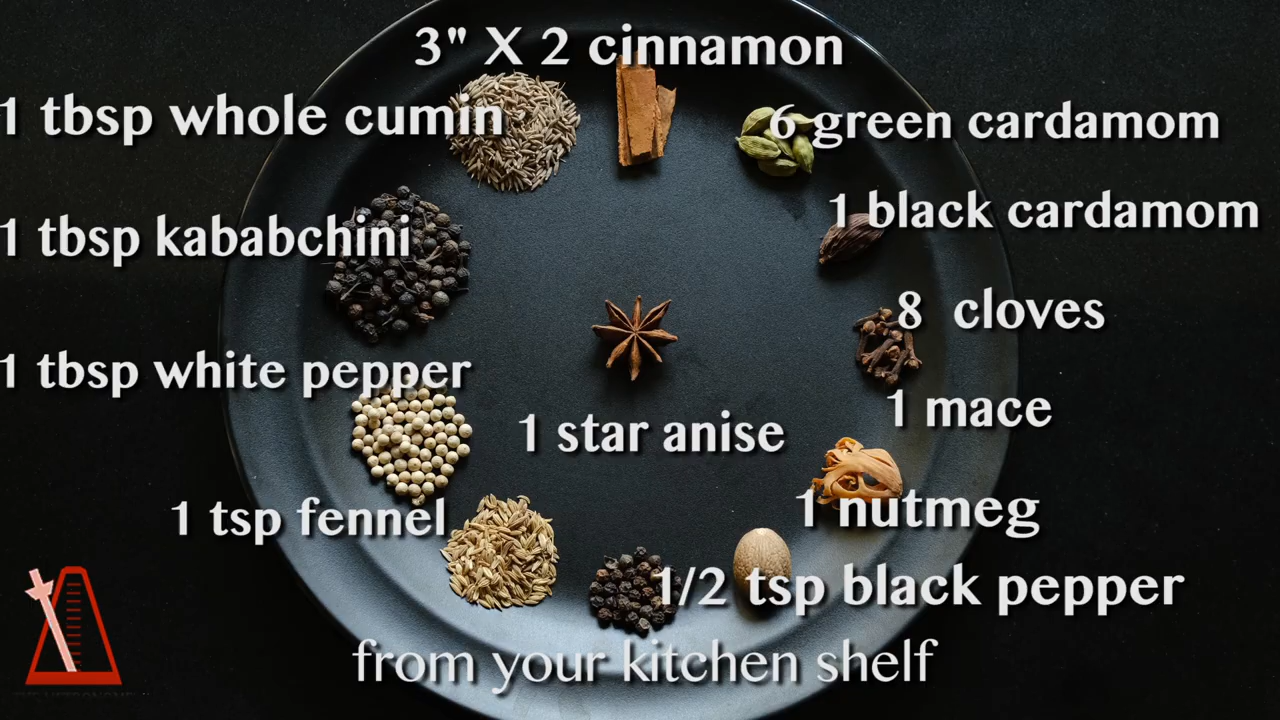 3" X 2 cinnamon
1 tbsp whole cumin
6 green cardamom
1 black cardamom
1 tbsp kababchini
8 cloves
1 tbsp white pepper
1 mace
1 star anise
1 nutmeg
1 tsp fennel
1/2 tsp black pepper
from your kitchen shelf